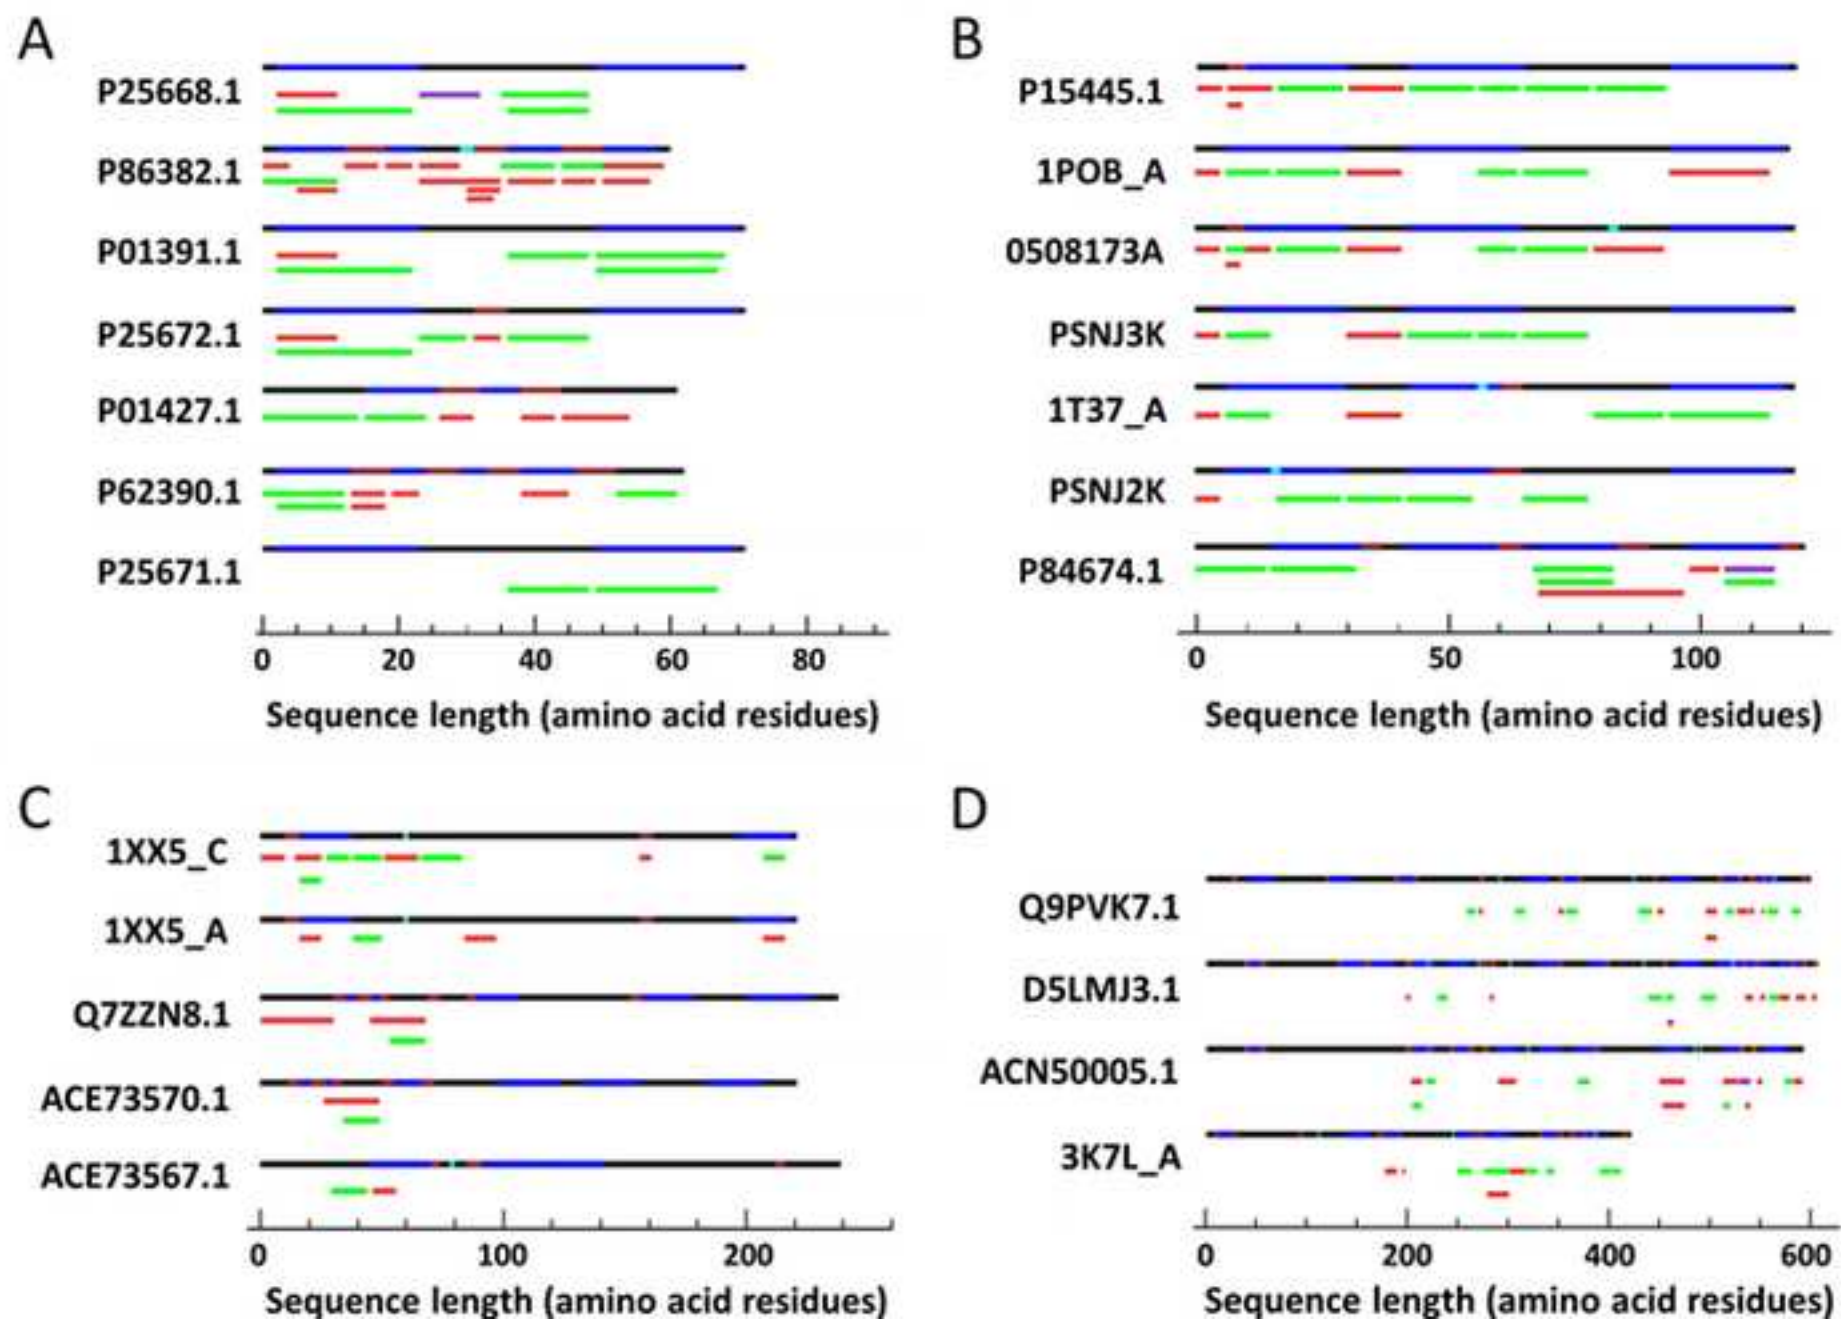 A
P25668.1
P86382.1
P01391.1
P25672.1
P01427.1
P62390.1
P25671.1
0 20 40 60 80
Sequence length (amino acid residues)
B
P15445.1
1POB_A
0508173A
PSNJ3K
1T37_A
PSNJ2K
P84674.1
0 50 100
Sequence length (amino acid residues)
C
1XX5_C
1XX5_A
Q7ZZN8.1
ACE73570.1
ACE73567.1
0 100 200
Sequence length (amino acid residues)
D
Q9PVK7.1
D5LMJ3.1
ACN50005.1
3K7L_A
0 200 400 600
Sequence length (amino acid residues)